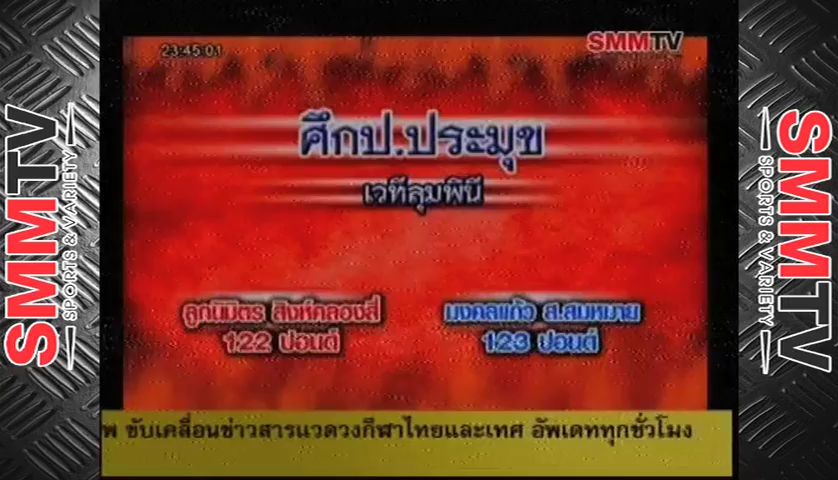 23:45:01
SMMTV
ศึกป.ประมุข
เวทีลุมพินี
ลูกนิมิตร สิงห์คลองสี่
122 ปอนด์
มงคลแก้ว ส.สมหมาย
123 ปอนด์
พ ขับเคลื่อนข่าวสารแวดวงกีฬาไทยและเทศ อัพเดททุกชั่วโมง
SMMTV
SPORTS & VARIETY
SMMTV
SPORTS & VARIETY